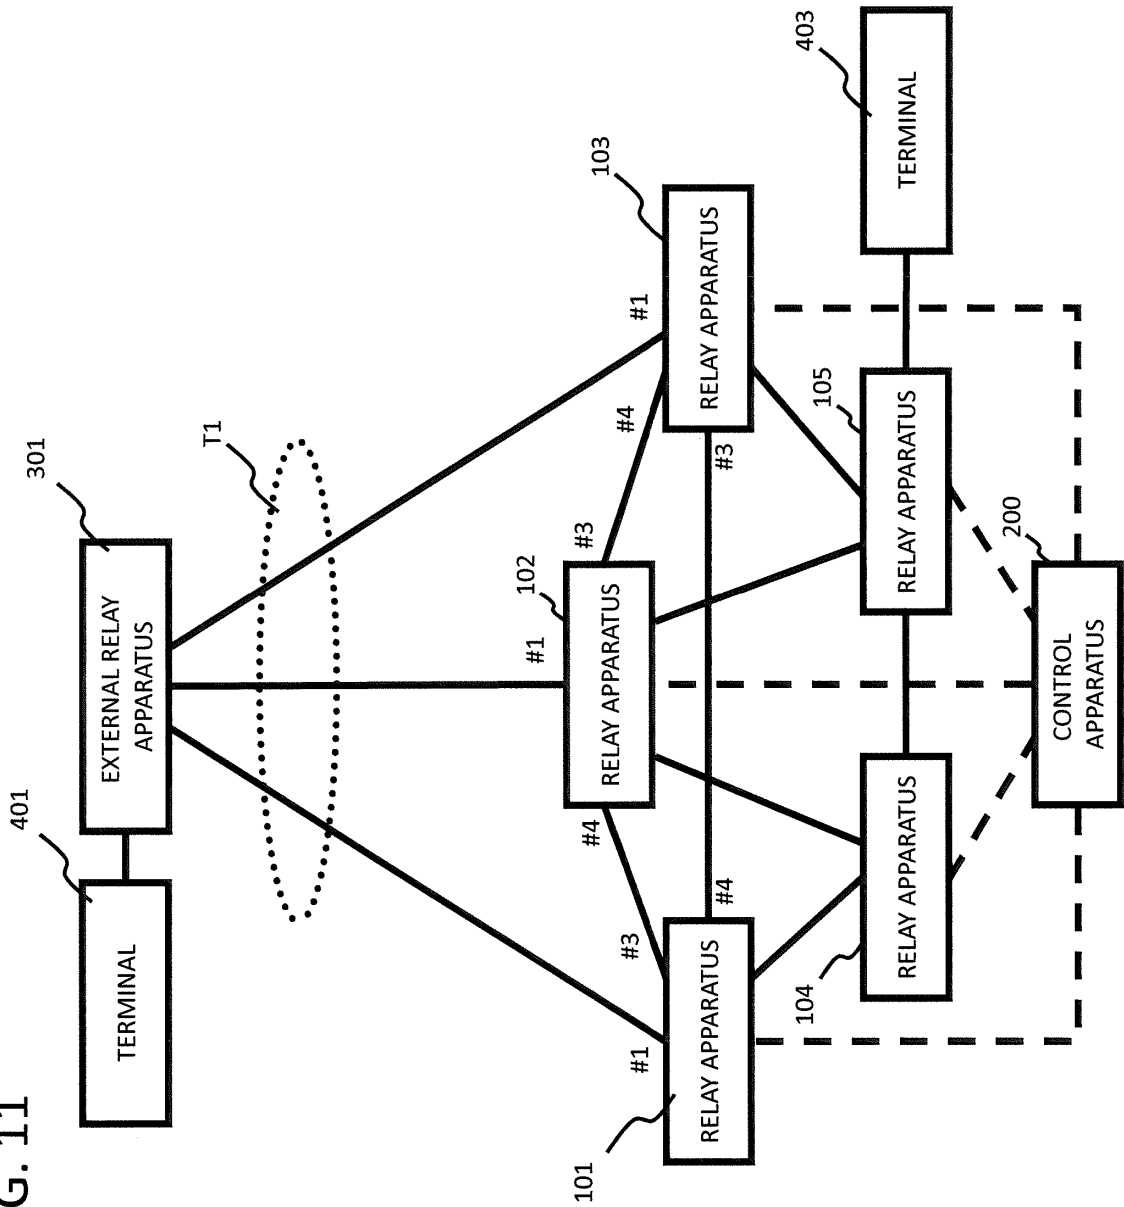 G. 11
401
TERMINAL
301
EXTERNAL RELAY
APPARATUS
T1
#1
#1
#1
101
RELAY APPARATUS
#3
#4
#4
102
RELAY APPARATUS
#3
#4
#3
103
RELAY APPARATUS
104
RELAY APPARATUS
105
RELAY APPARATUS
403
TERMINAL
200
CONTROL
APPARATUS